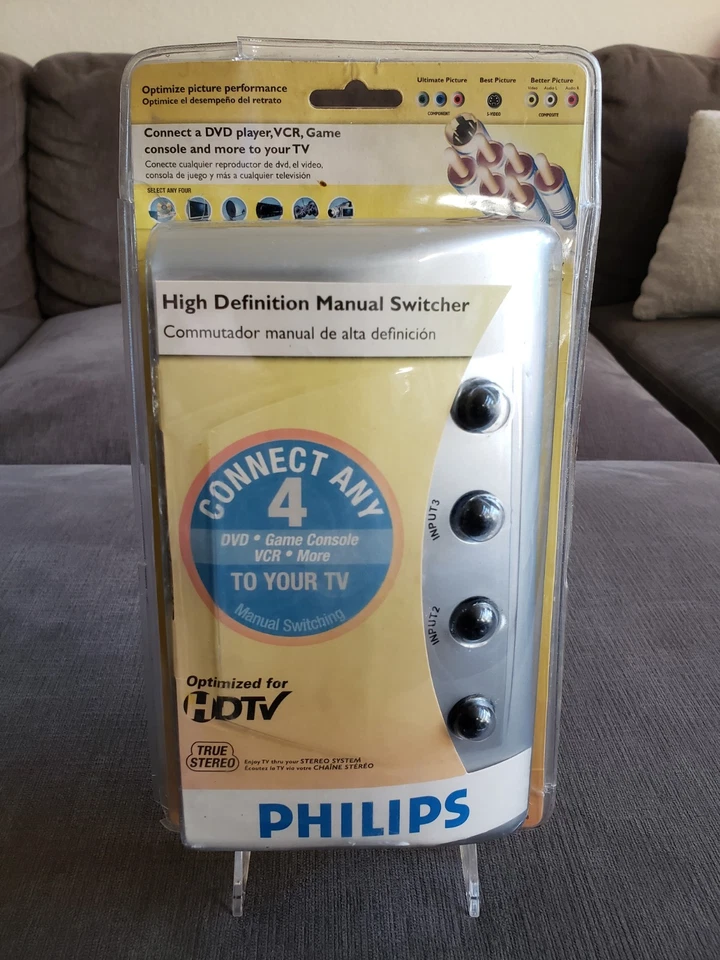 Optimize picture performance
Optimice el desempeño del retrato
Ultimate Picture
COMPONENT
Best Picture
S-VIDEO
Better Picture
Video Audio L Audio R
COMPOSITE
Connect a DVD player, VCR, Game
console and more to your TV
Conecte cualquier reproductor de dvd, el video,
consola de juego y más a cualquier televisión
SELECT ANY FOUR
High Definition Manual Switcher
Commutador manual de alta definición
CONNECT ANY
4
DVD • Game Console
VCR • More
TO YOUR TV
Manual Switching
INPUT3
INPUT2
Optimized for
HDTV
TRUE
STEREO
Enjoy TV thru your STEREO SYSTEM
Écoutez la TV via votre CHAÎNE STÉRÉO
PHILIPS